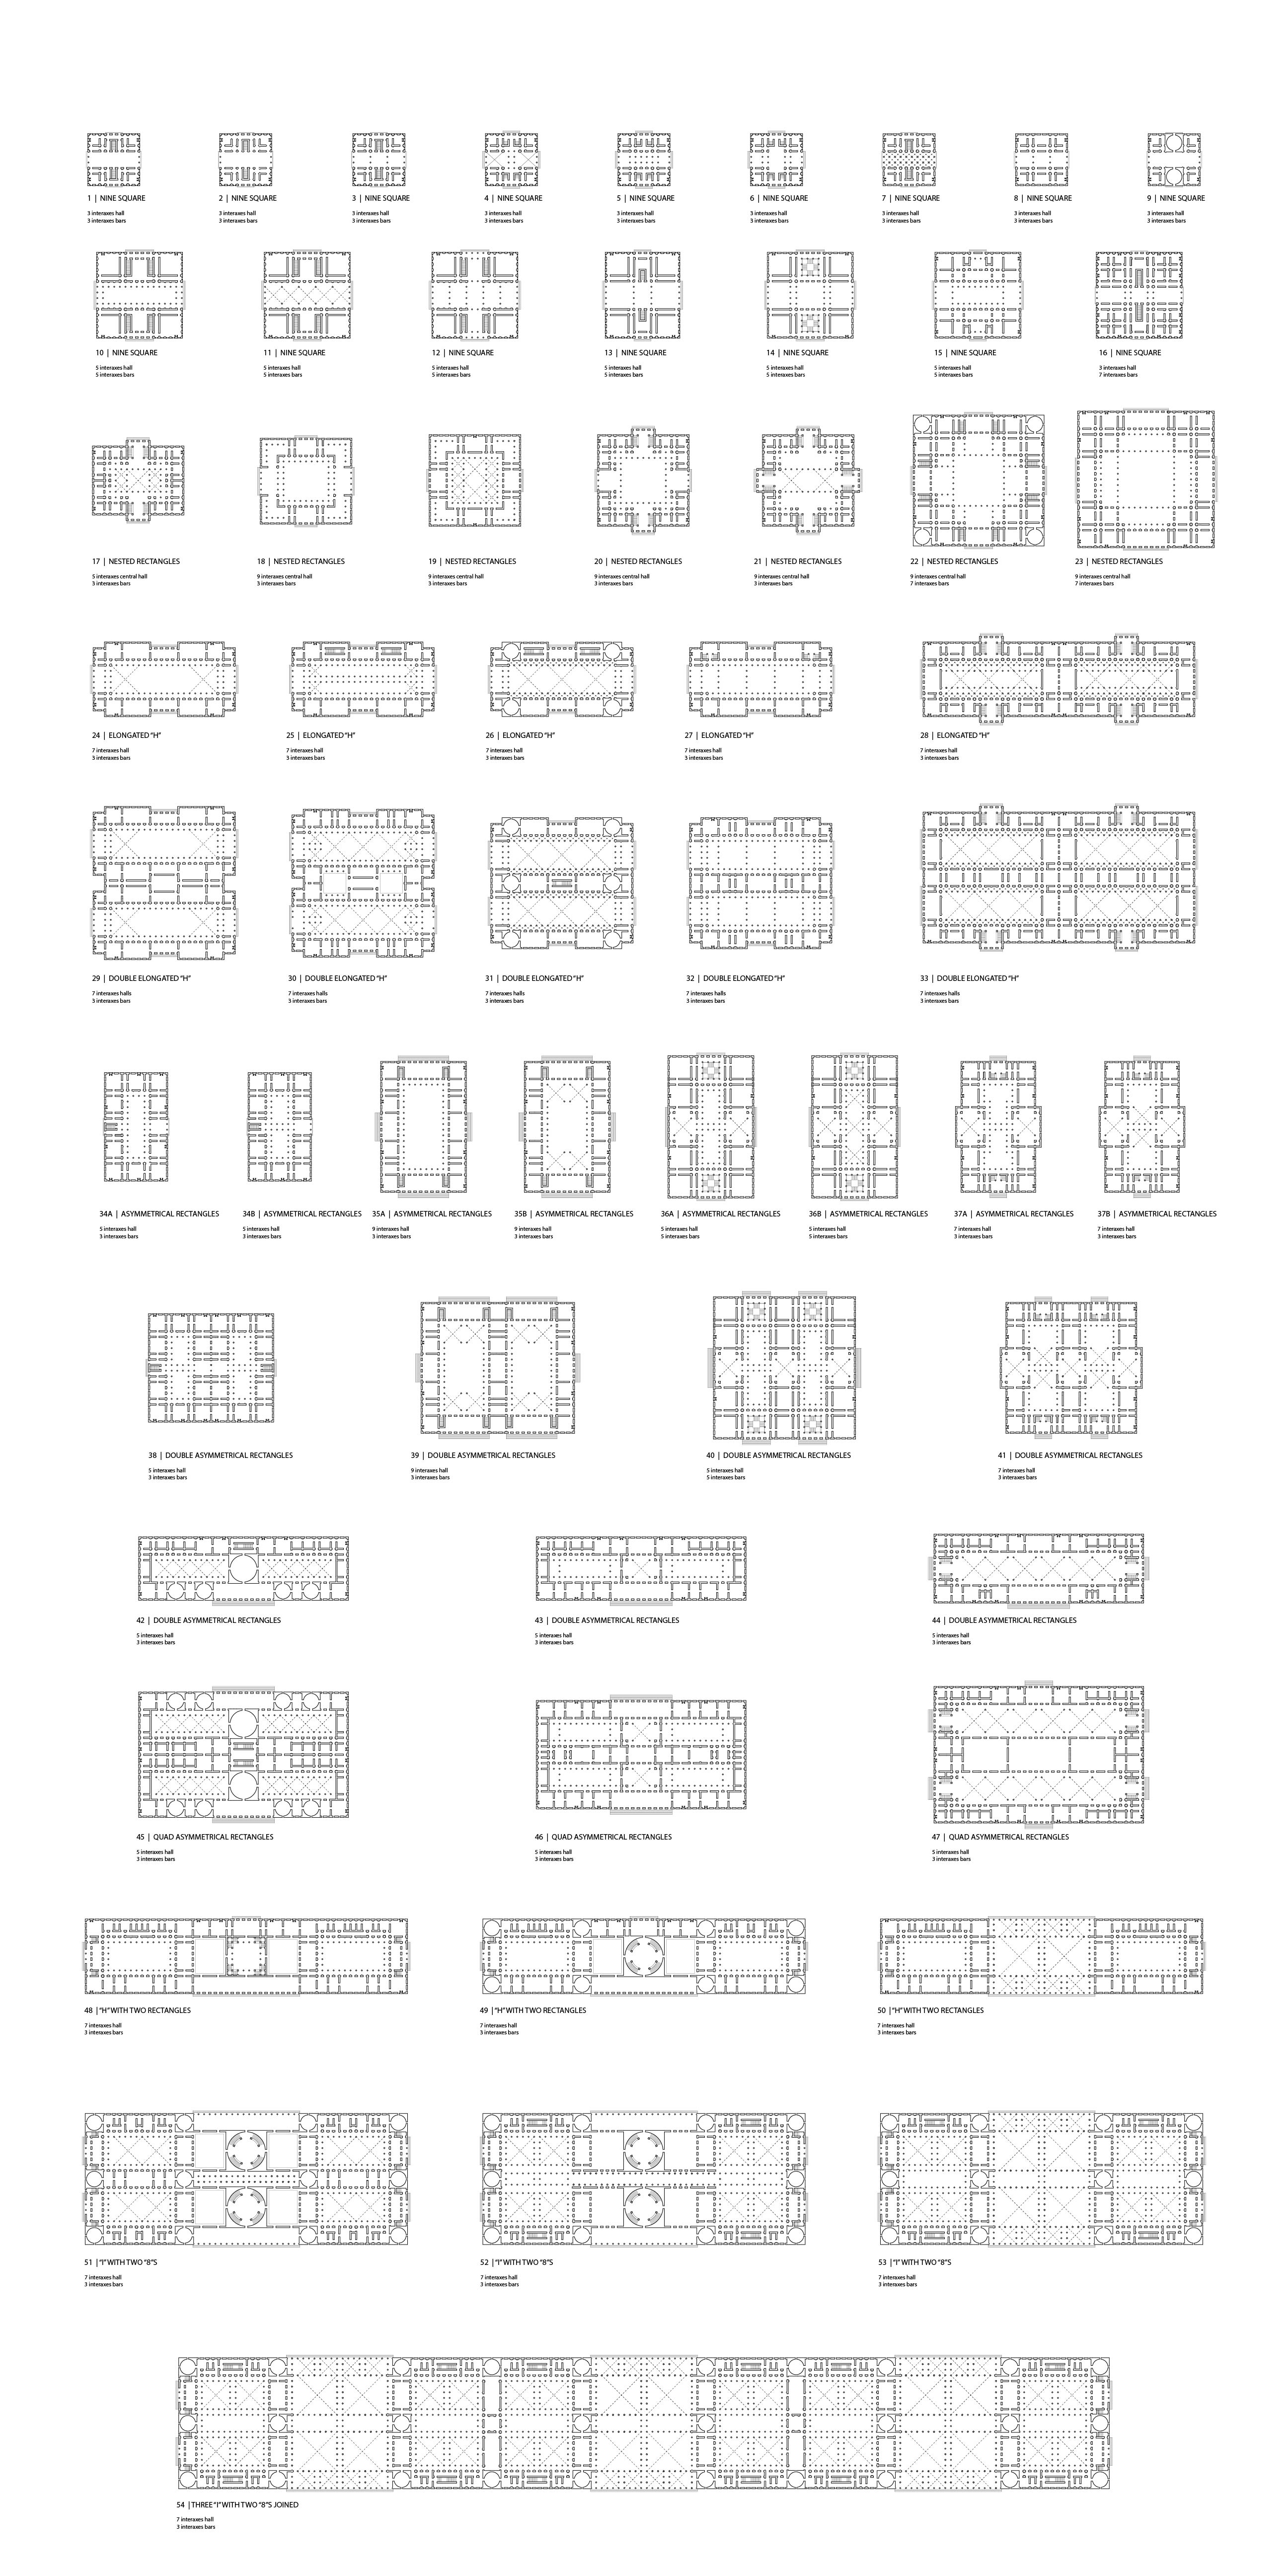 1 | NINE SQUARE
3 interaxes hall
3 interaxes bars
2 | NINE SQUARE
3 interaxes hall
3 interaxes bars
3 | NINE SQUARE
3 interaxes hall
3 interaxes bars
4 | NINE SQUARE
3 interaxes hall
3 interaxes bars
5 | NINE SQUARE
3 interaxes hall
3 interaxes bars
6 | NINE SQUARE
3 interaxes hall
3 interaxes bars
7 | NINE SQUARE
3 interaxes hall
3 interaxes bars
8 | NINE SQUARE
3 interaxes hall
3 interaxes bars
9 | NINE SQUARE
3 interaxes hall
3 interaxes bars
10 | NINE SQUARE
5 interaxes hall
5 interaxes bars
11 | NINE SQUARE
5 interaxes hall
5 interaxes bars
12 | NINE SQUARE
5 interaxes hall
5 interaxes bars
13 | NINE SQUARE
5 interaxes hall
5 interaxes bars
14 | NINE SQUARE
5 interaxes hall
5 interaxes bars
15 | NINE SQUARE
5 interaxes hall
5 interaxes bars
16 | NINE SQUARE
3 interaxes hall
7 interaxes bars
17 | NESTED RECTANGLES
5 interaxes central hall
3 interaxes bars
18 | NESTED RECTANGLES
9 interaxes central hall
3 interaxes bars
19 | NESTED RECTANGLES
9 interaxes central hall
3 interaxes bars
20 | NESTED RECTANGLES
9 interaxes central hall
3 interaxes bars
21 | NESTED RECTANGLES
9 interaxes central hall
3 interaxes bars
22 | NESTED RECTANGLES
9 interaxes central hall
7 interaxes bars
23 | NESTED RECTANGLES
9 interaxes central hall
7 interaxes bars
24 | ELONGATED “H”
7 interaxes hall
3 interaxes bars
25 | ELONGATED “H”
7 interaxes hall
3 interaxes bars
26 | ELONGATED “H”
7 interaxes hall
3 interaxes bars
27 | ELONGATED “H”
7 interaxes hall
3 interaxes bars
28 | ELONGATED “H”
7 interaxes hall
3 interaxes bars
29 | DOUBLE ELONGATED “H”
7 interaxes halls
3 interaxes bars
30 | DOUBLE ELONGATED “H”
7 interaxes halls
3 interaxes bars
31 | DOUBLE ELONGATED “H”
7 interaxes halls
3 interaxes bars
32 | DOUBLE ELONGATED “H”
7 interaxes halls
3 interaxes bars
33 | DOUBLE ELONGATED “H”
7 interaxes halls
3 interaxes bars
34A | ASYMMETRICAL RECTANGLES
5 interaxes hall
3 interaxes bars
34B | ASYMMETRICAL RECTANGLES
5 interaxes hall
3 interaxes bars
35A | ASYMMETRICAL RECTANGLES
9 interaxes hall
3 interaxes bars
35B | ASYMMETRICAL RECTANGLES
9 interaxes hall
3 interaxes bars
36A | ASYMMETRICAL RECTANGLES
5 interaxes hall
5 interaxes bars
36B | ASYMMETRICAL RECTANGLES
5 interaxes hall
5 interaxes bars
37A | ASYMMETRICAL RECTANGLES
7 interaxes hall
3 interaxes bars
37B | ASYMMETRICAL RECTANGLES
7 interaxes hall
3 interaxes bars
38 | DOUBLE ASYMMETRICAL RECTANGLES
5 interaxes hall
3 interaxes bars
39 | DOUBLE ASYMMETRICAL RECTANGLES
9 interaxes hall
3 interaxes bars
40 | DOUBLE ASYMMETRICAL RECTANGLES
5 interaxes hall
5 interaxes bars
41 | DOUBLE ASYMMETRICAL RECTANGLES
7 interaxes hall
3 interaxes bars
42 | DOUBLE ASYMMETRICAL RECTANGLES
5 interaxes hall
3 interaxes bars
43 | DOUBLE ASYMMETRICAL RECTANGLES
5 interaxes hall
3 interaxes bars
44 | DOUBLE ASYMMETRICAL RECTANGLES
5 interaxes hall
3 interaxes bars
45 | QUAD ASYMMETRICAL RECTANGLES
5 interaxes hall
3 interaxes bars
46 | QUAD ASYMMETRICAL RECTANGLES
5 interaxes hall
3 interaxes bars
47 | QUAD ASYMMETRICAL RECTANGLES
5 interaxes hall
3 interaxes bars
48 |“H” WITH TWO RECTANGLES
7 interaxes hall
3 interaxes bars
49 |“H” WITH TWO RECTANGLES
7 interaxes hall
3 interaxes bars
50 |“H” WITH TWO RECTANGLES
7 interaxes hall
3 interaxes bars
51 |“I” WITH TWO “8”S
7 interaxes hall
3 interaxes bars
52 |“I” WITH TWO “8”S
7 interaxes hall
3 interaxes bars
53 |“I” WITH TWO “8”S
7 interaxes hall
3 interaxes bars
54 |THREE “I” WITH TWO “8”S JOINED
7 interaxes hall
3 interaxes bars